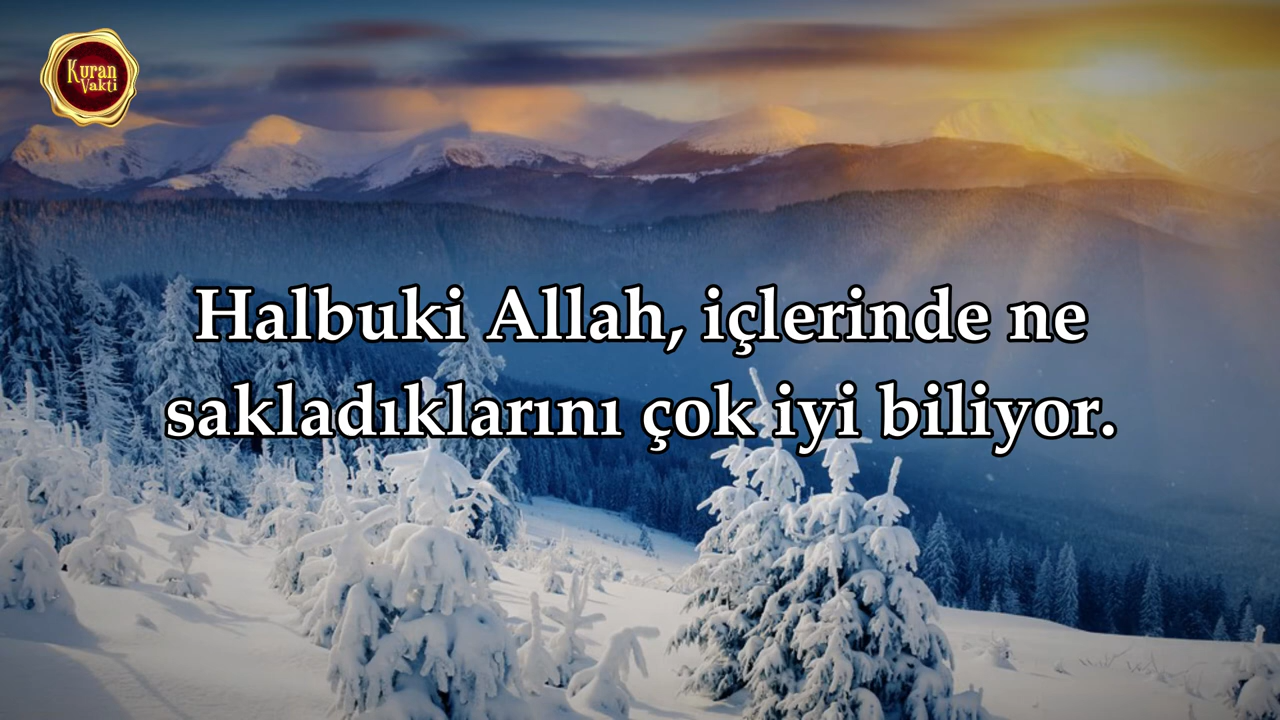 Kuran
Vakti
Halbuki Allah, içlerinde ne
sakladıklarını çok iyi biliyor.